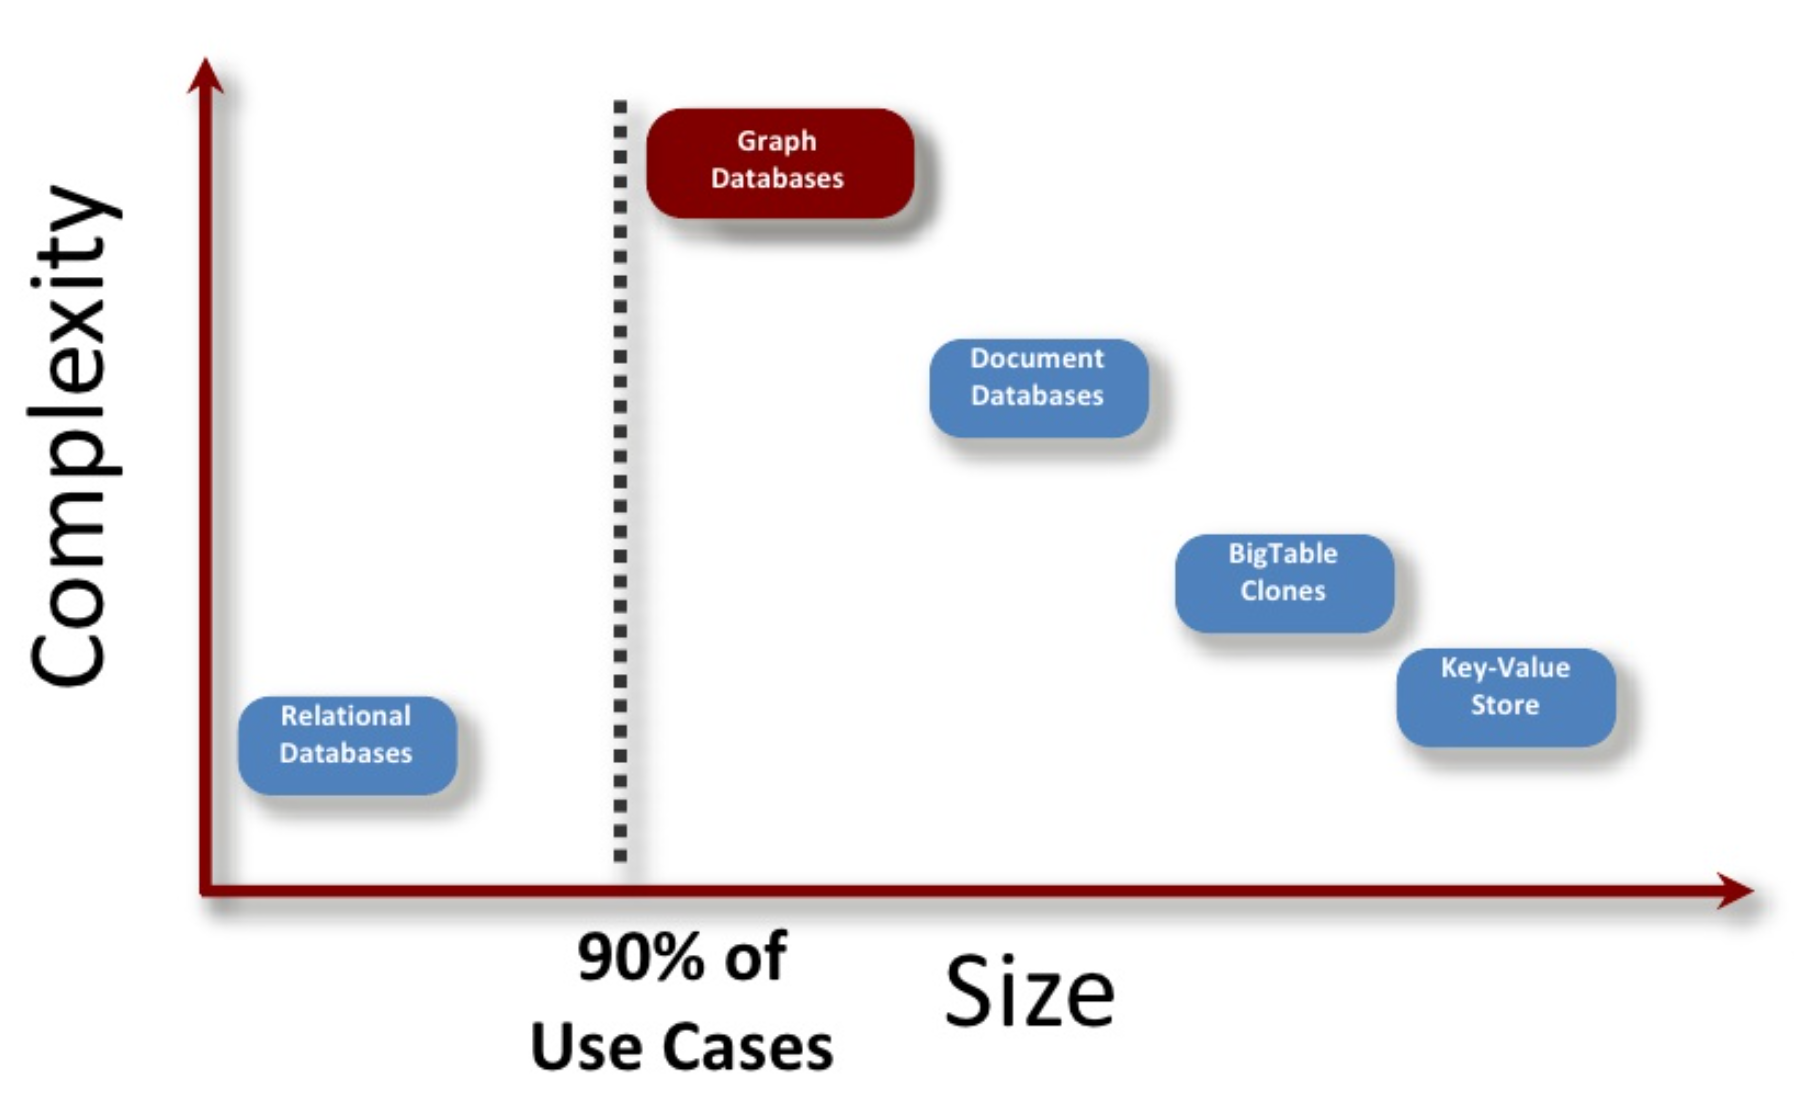 Complexity
Graph
Databases
Document
Databases
BigTable
Clones
Key-Value
Store
Relational
Databases
90% of
Use Cases
Size